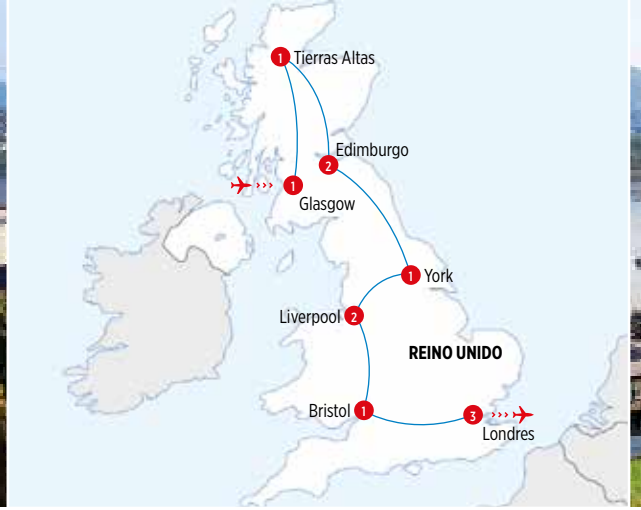 1 Tierras Altas
Edimburgo
2
1
Glasgow
1 York
Liverpool 2
REINO UNIDO
Bristol 1
3
Londres